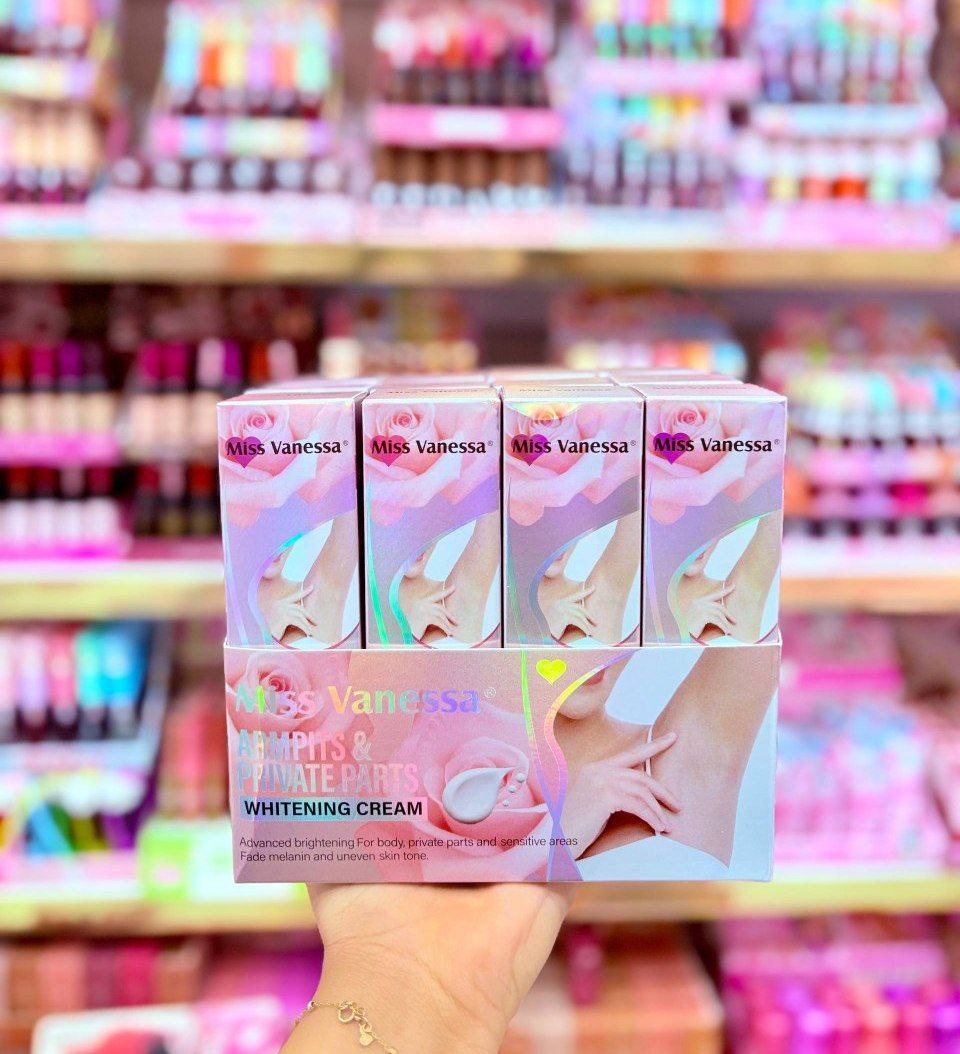 Miss Vanessa®
Miss Vanessa®
Miss Vanessa®
Miss Vanessa®
Miss Vanessa®
ARMPITS &
PRIVATE PARTS
WHITENING CREAM
Advanced brightening For body, private parts and sensitive areas
Fade melanin and uneven skin tone.